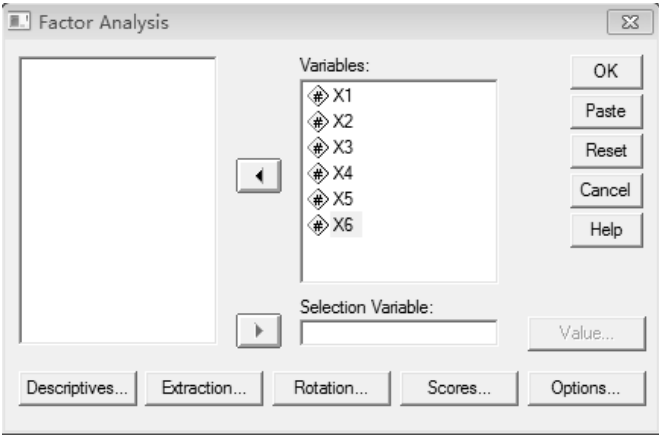 Factor Analysis
Variables:
X1
X2
X3
X4
X5
X6
OK
Paste
Reset
Cancel
Help
Selection Variable:
Value...
Descriptives...
Extraction...
Rotation...
Scores...
Options...